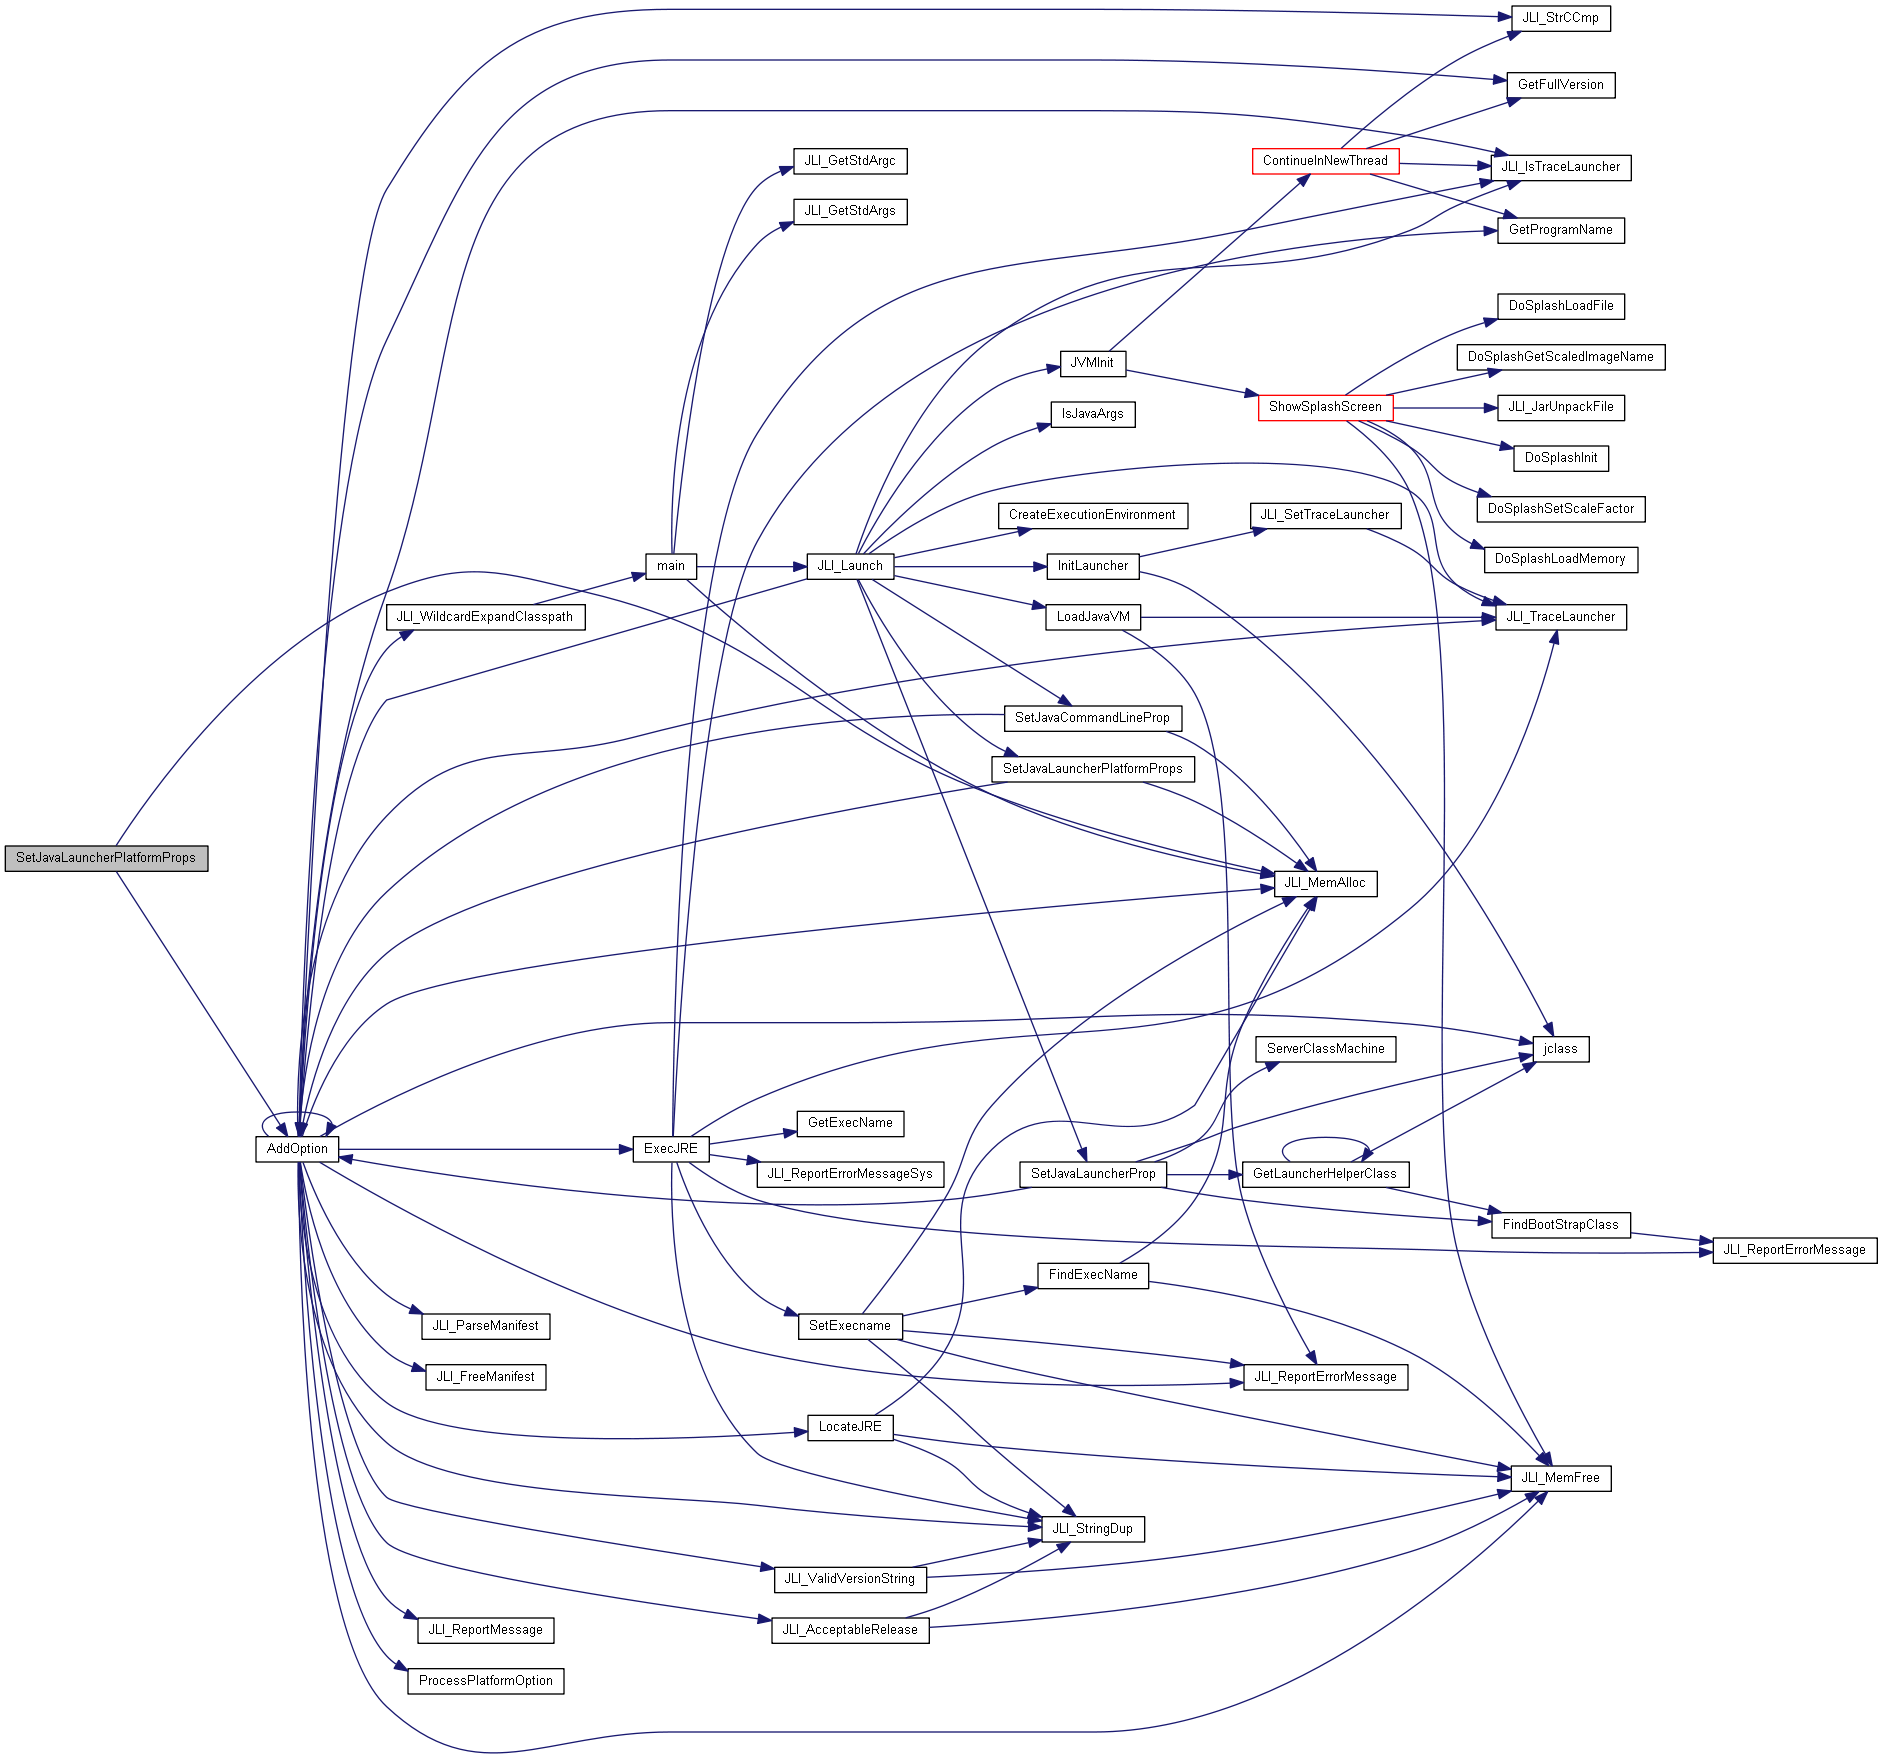 JLI_StrCCmp
GetFullVersion
ContinueInNewThread
JLI_GetStdArgc
JLI_IsTraceLauncher
JLI_GetStdArgs
GetProgramName
DoSplashLoadFile
JVMInit
DoSplashGetScaledImageName
IsJavaArgs
ShowSplashScreen
JLI_JarUnpackFile
DoSplashInit
CreateExecutionEnvironment
JLI_SetTraceLauncher
DoSplashSetScaleFactor
main
JLI_Launch
InitLauncher
DoSplashLoadMemory
JLI_WildcardExpandClasspath
LoadJavaVM
JLI_TraceLauncher
SetJavaCommandLineProp
SetJavaLauncherPlatformProps
SetJavaLauncherPlatformProps
JLI_MemAlloc
ServerClassMachine
jclass
GetExecName
AddOption
ExecJRE
JLI_ReportErrorMessageSys
SetJavaLauncherProp
GetLauncherHelperClass
FindBootStrapClass
JLI_ReportErrorMessage
FindExecName
JLI_ParseManifest
SetExecname
JLI_FreeManifest
JLI_ReportErrorMessage
LocateJRE
JLI_MemFree
JLI_StringDup
JLI_ValidVersionString
JLI_ReportMessage
JLI_AcceptableRelease
ProcessPlatformOption